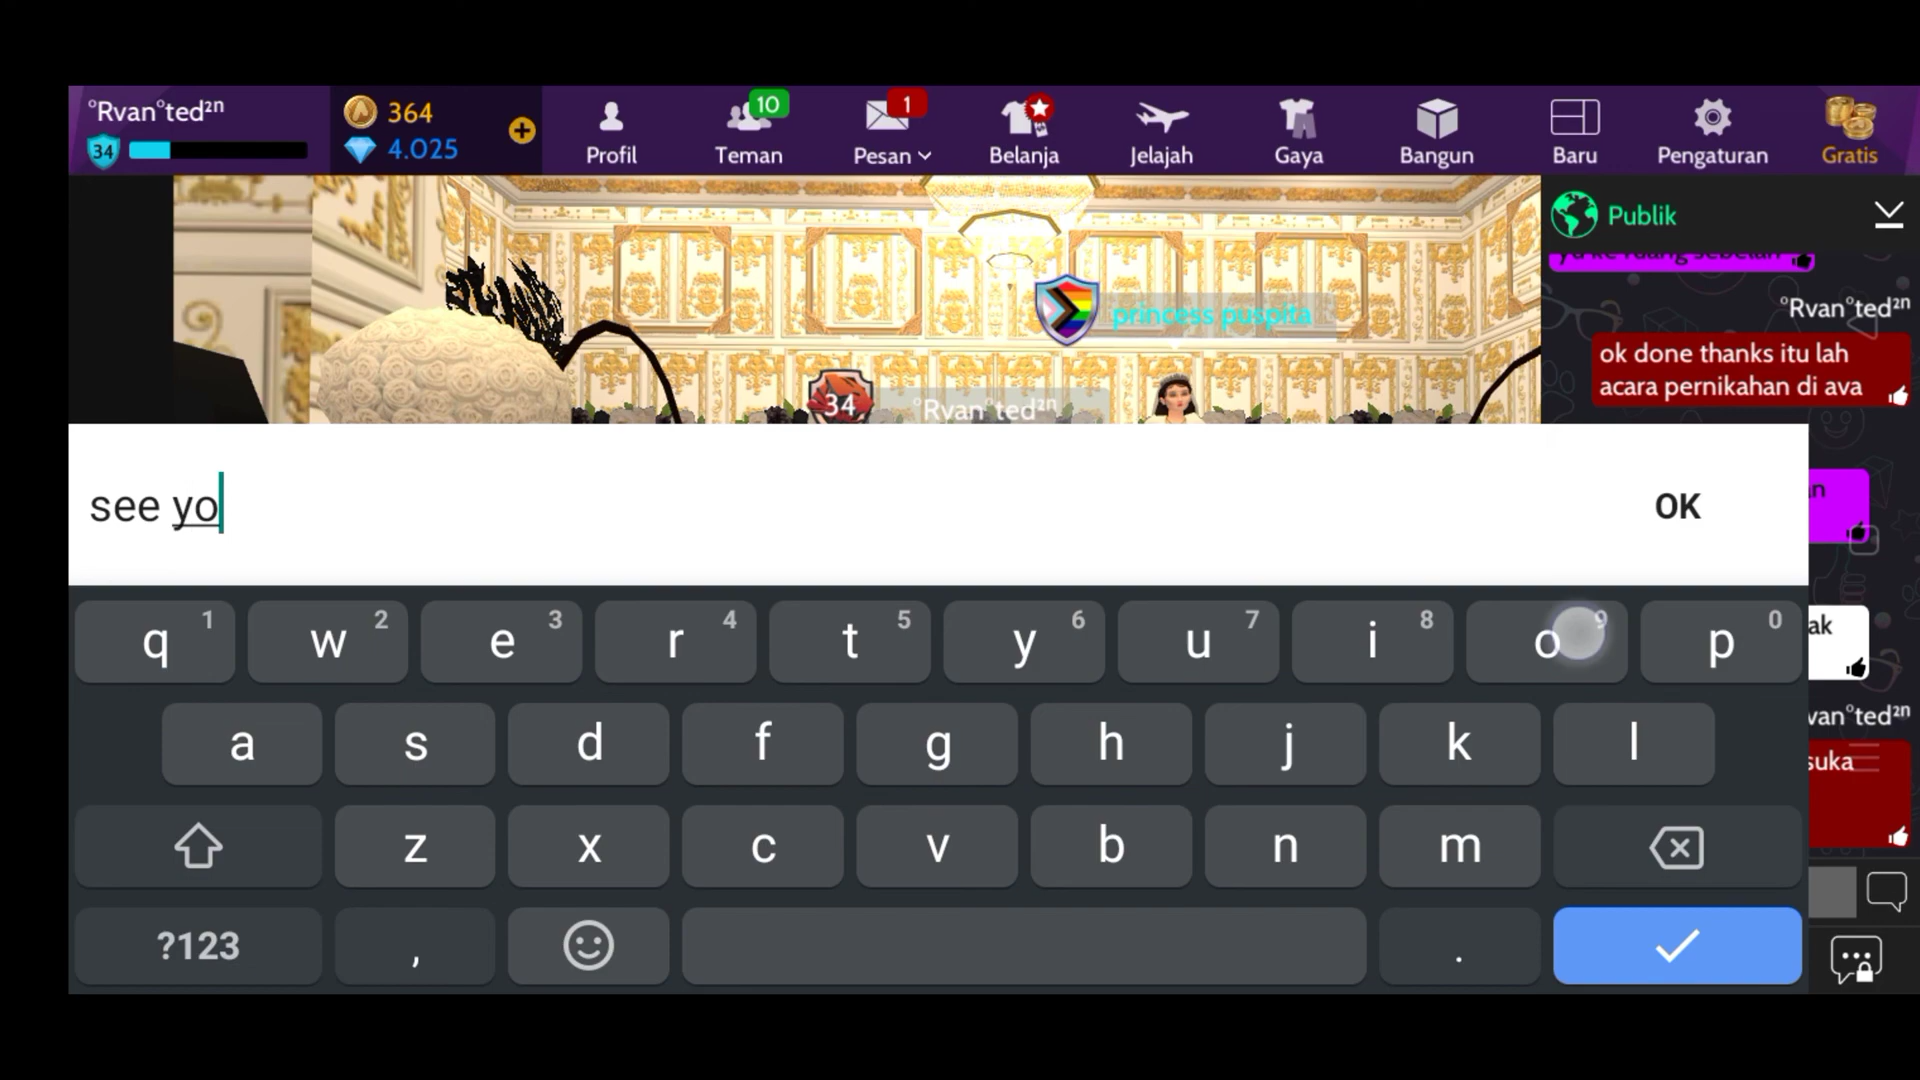 °Rvan°ted²ⁿ
34
364
4.025
Profil
10
Teman
1
Pesan
Belanja
Jelajah
Gaya
Bangun
Baru
Pengaturan
Gratis
Publik
princess puspita
34
°Rvan°ted²ⁿ
°Rvan°ted²ⁿ
ok done thanks itu lah
acara pernikahan di ava
ak
van°ted²ⁿ
suka
see yo
OK
q 1 w 2 e 3 r 4 t 5 y 6 u 7 i 8 o 9 p 0
a s d f g h j k l
z x c v b n m
?123 , .